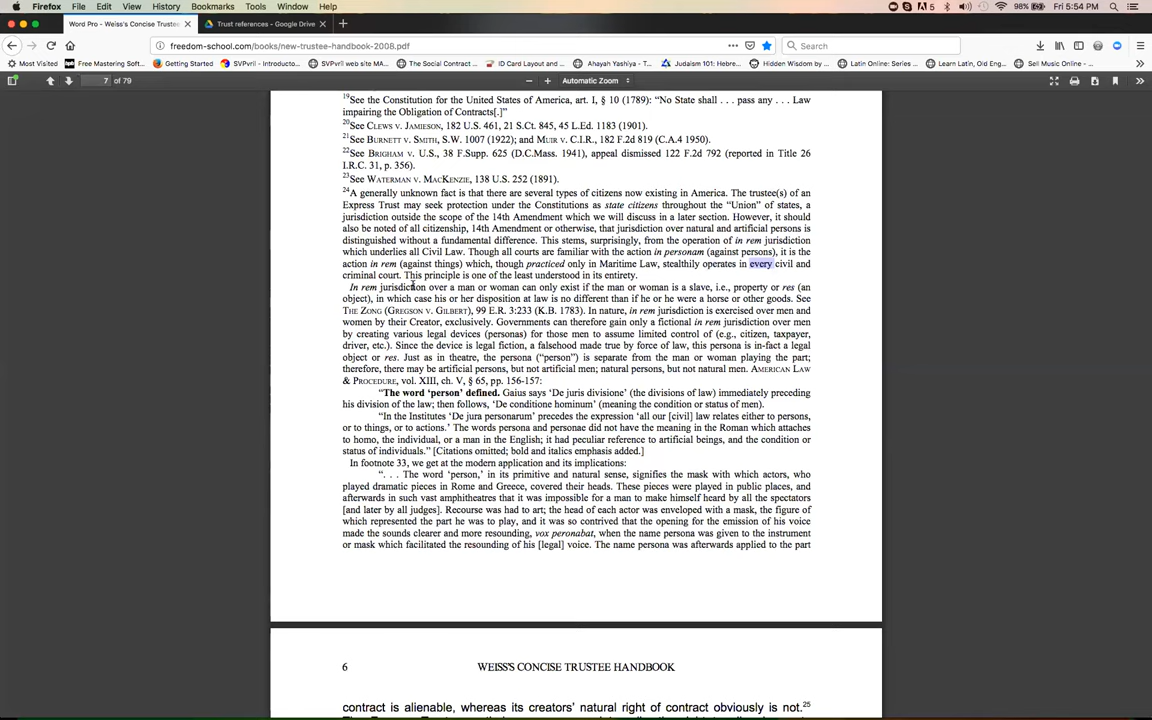 Firefox File Edit View History Bookmarks Tools Window Help 5 98% Fri 5:54 PM
Word Pro - Weiss's Concise Trustee Trust references - Google Drive
freedom-school.com/books/new-trustee-handbook-2008.pdf Search
Most Visited Free Mastering Sof… Getting Started SVPvril - Introducto… SVPvril web site MA… The Social Contract… ID Card Layout and … Ahayah Yashiya - T… Judaism 101: Hebre… Hidden Wisdom by … Latin Online: Series … Learn Latin, Old Eng… Sell Music Online - …
7 of 79 Automatic Zoom
19See the Constitution for the United States of America, art. I, § 10 (1789): “No State shall . . . pass any . . . Law
impairing the Obligation of Contracts[.]”
20See CLEWS V. JAMIESON, 182 U.S. 461, 21 S.Ct. 845, 45 L.Ed. 1183 (1901).
21See BURNETT V. SMITH, S.W. 1007 (1922); and MUIR V. C.I.R., 182 F.2d 819 (C.A.4 1950).
22See BRIGHAM V. U.S., 38 F.Supp. 625 (D.C.Mass. 1941), appeal dismissed 122 F.2d 792 (reported in Title 26
I.R.C. 31, p. 356).
23See WATERMAN V. MACKENZIE, 138 U.S. 252 (1891).
24A generally unknown fact is that there are several types of citizens now existing in America. The trustee(s) of an
Express Trust may seek protection under the Constitutions as state citizens throughout the “Union” of states, a
jurisdiction outside the scope of the 14th Amendment which we will discuss in a later section. However, it should
also be noted of all citizenship, 14th Amendment or otherwise, that jurisdiction over natural and artificial persons is
distinguished without a fundamental difference. This stems, surprisingly, from the operation of in rem jurisdiction
which underlies all Civil Law. Though all courts are familiar with the action in personam (against persons), it is the
action in rem (against things) which, though practiced only in Maritime Law, stealthily operates in every civil and
criminal court. This principle is one of the least understood in its entirety.
In rem jurisdiction over a man or woman can only exist if the man or woman is a slave, i.e., property or res (an
object), in which case his or her disposition at law is no different than if he or she were a horse or other goods. See
THE ZONG (GREGSON V. GILBERT), 99 E.R. 3:233 (K.B. 1783). In nature, in rem jurisdiction is exercised over men and
women by their Creator, exclusively. Governments can therefore gain only a fictional in rem jurisdiction over men
by creating various legal devices (personas) for those men to assume limited control of (e.g., citizen, taxpayer,
driver, etc.). Since the device is legal fiction, a falsehood made true by force of law, this persona is in-fact a legal
object or res. Just as in theatre, the persona (“person”) is separate from the man or woman playing the part;
therefore, there may be artificial persons, but not artificial men; natural persons, but not natural men. AMERICAN LAW
& PROCEDURE, vol. XIII, ch. V, § 65, pp. 156-157:
“The word ‘person’ defined. Gaius says ‘De juris divisione’ (the divisions of law) immediately preceding
his division of the law; then follows, ‘De conditione hominum’ (meaning the condition or status of men).
“In the Institutes ‘De jura personarum’ precedes the expression ‘all our [civil] law relates either to persons,
or to things, or to actions.’ The words persona and personae did not have the meaning in the Roman which attaches
to homo, the individual, or a man in the English; it had peculiar reference to artificial beings, and the condition or
status of individuals.” [Citations omitted; bold and italics emphasis added.]
In footnote 33, we get at the modern application and its implications:
“. . . The word ‘person,’ in its primitive and natural sense, signifies the mask with which actors, who
played dramatic pieces in Rome and Greece, covered their heads. These pieces were played in public places, and
afterwards in such vast amphitheatres that it was impossible for a man to make himself heard by all the spectators
[and later by all judges]. Recourse was had to art; the head of each actor was enveloped with a mask, the figure of
which represented the part he was to play, and it was so contrived that the opening for the emission of his voice
made the sounds clearer and more resounding, vox peronabat, when the name persona was given to the instrument
or mask which facilitated the resounding of his [legal] voice. The name persona was afterwards applied to the part
6 WEISS'S CONCISE TRUSTEE HANDBOOK
contract is alienable, whereas its creators’ natural right of contract obviously is not.25